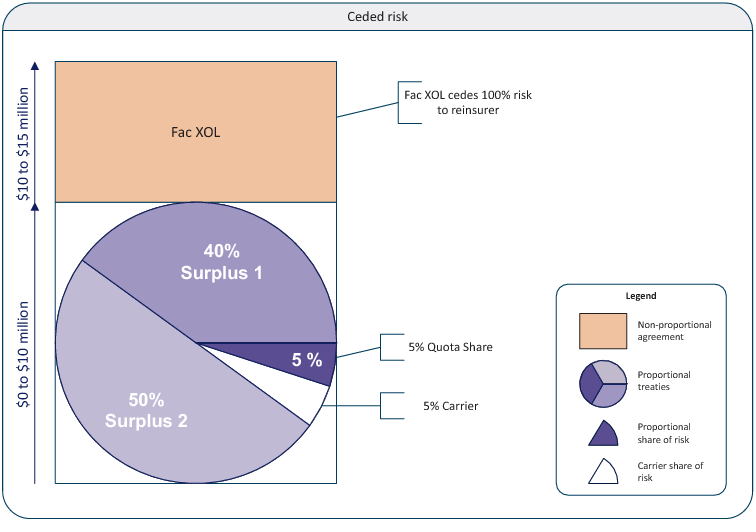 Ceded risk
$10 to $15 million
Fac XOL
Fac XOL cedes 100% risk
to reinsurer
$0 to $10 million
40%
Surplus 1
5 %
50%
Surplus 2
5% Quota Share
5% Carrier
Legend
Non-proportional
agreement
Proportional
treaties
Proportional
share of risk
Carrier share of
risk